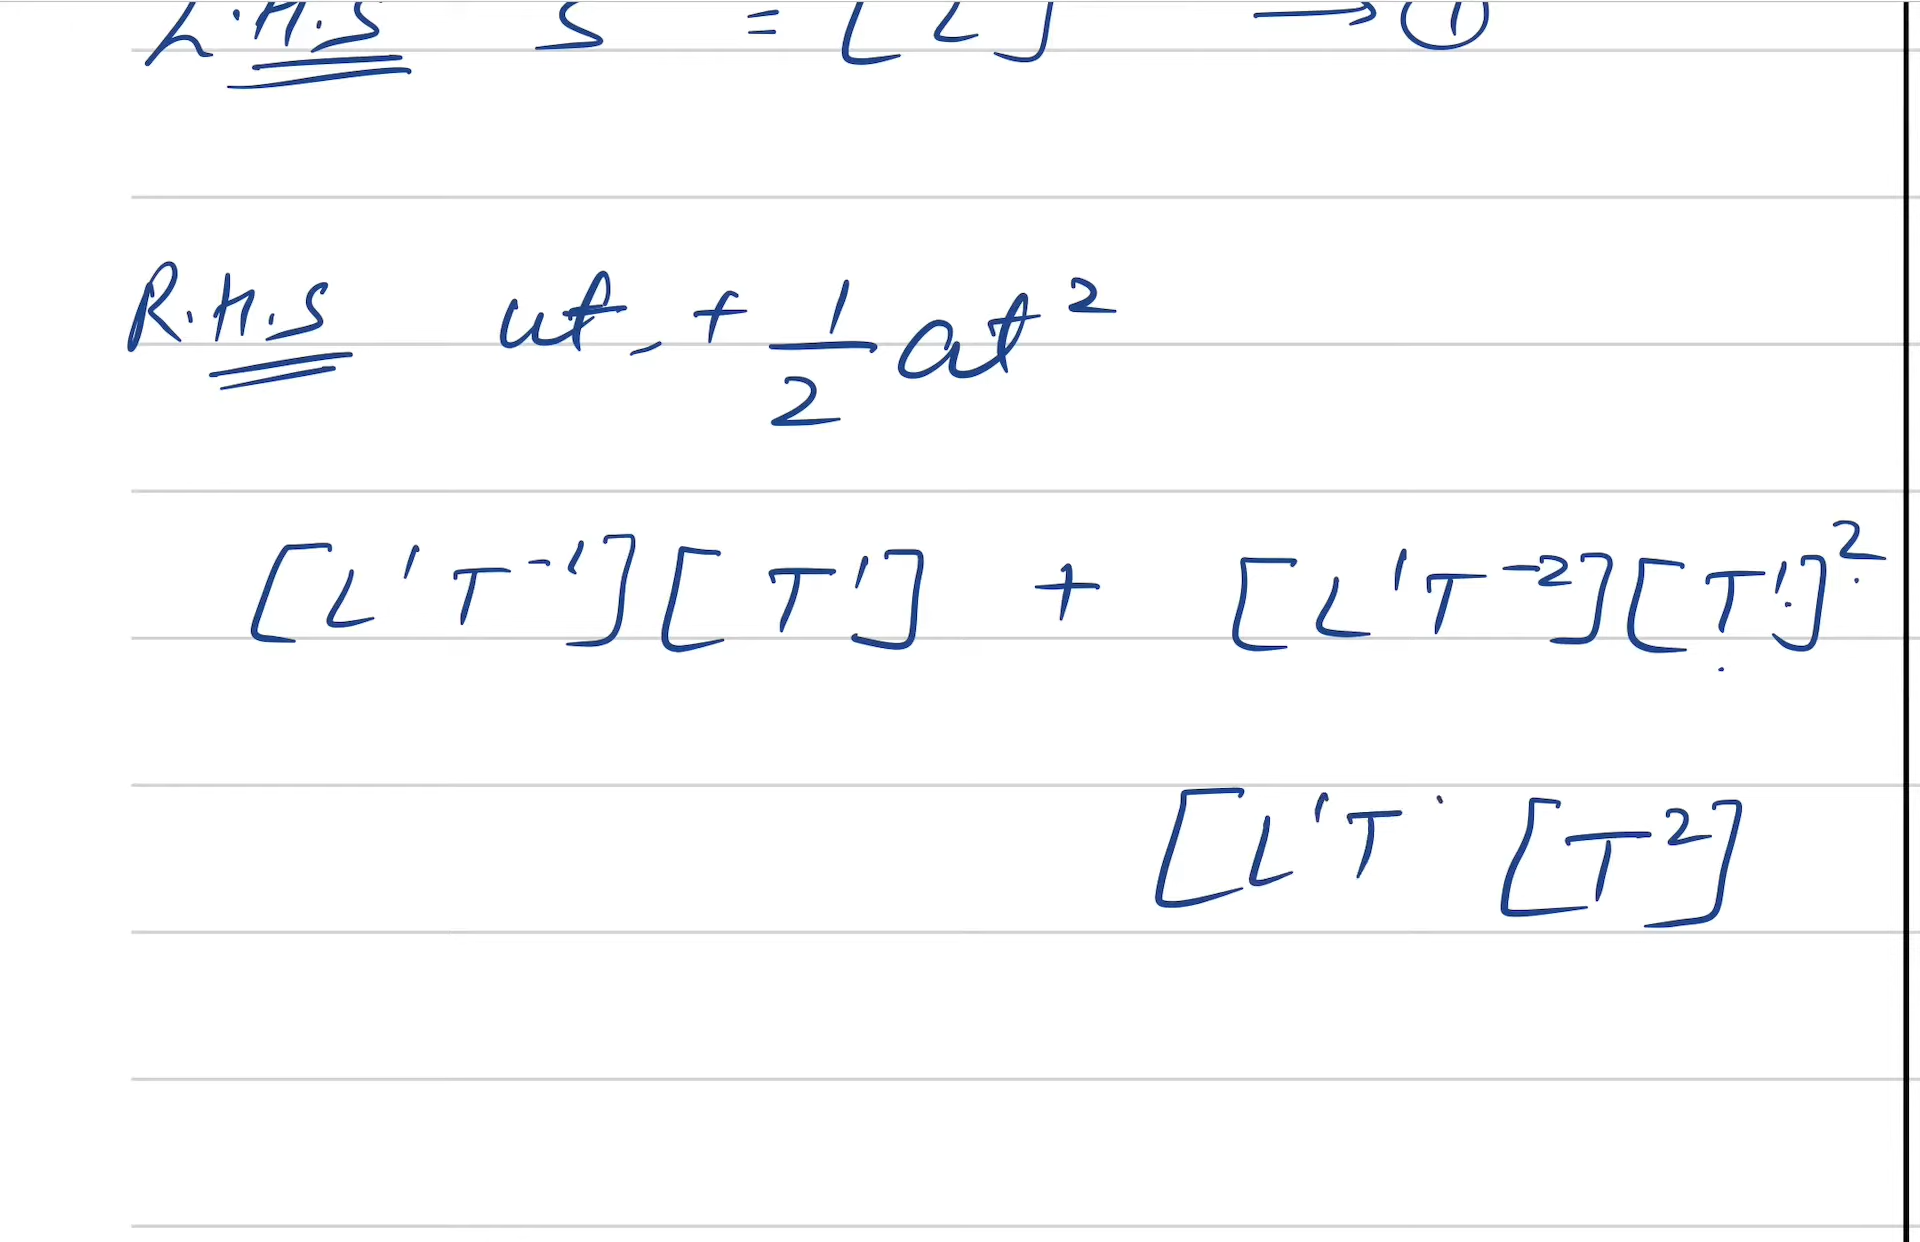 L.H.S S = [L] → ①
R.H.S ut + 1/2 at²
[L¹T⁻¹][T¹] + [L¹T⁻²][T¹]²
[L¹T [T²]